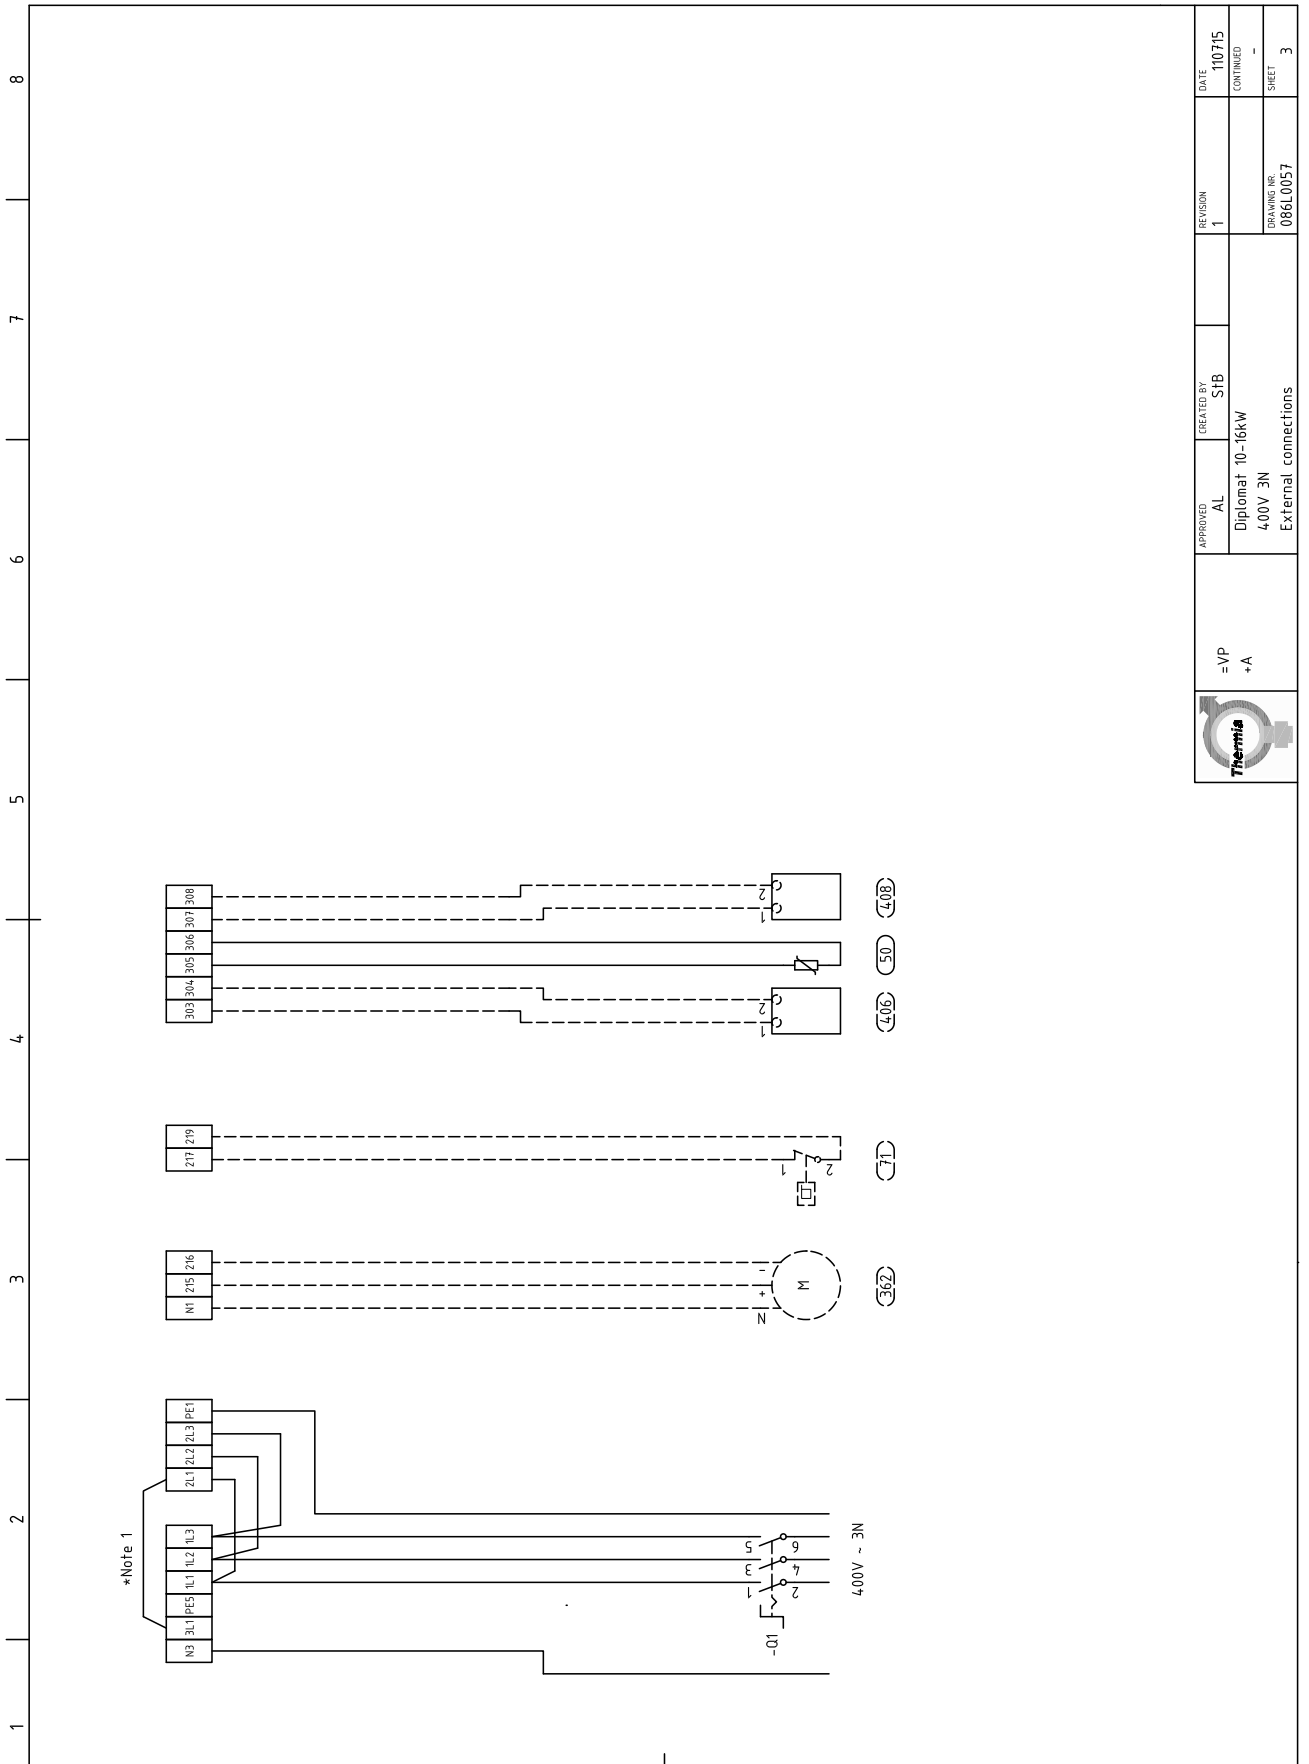 1 2 3 4 5 6 7 8
*Note 1
N3 3L1 PE5 1L1 1L2 1L3 2L1 2L2 2L3 PE1
N1 215 216
217 219
303 304 305 306 307 308
-Q1
1 3 5
2 4 6
400V ~ 3N
N + -
M
362
1
2
71
1 2
406
50
1 2
408
Thermia
=VP
+A
APPROVED
AL
CREATED BY
StB
REVISION
1
DATE
110715
Diplomat 10-16kW
400V 3N
External connections
CONTINUED
-
DRAWING NR.
086L0057
SHEET
3